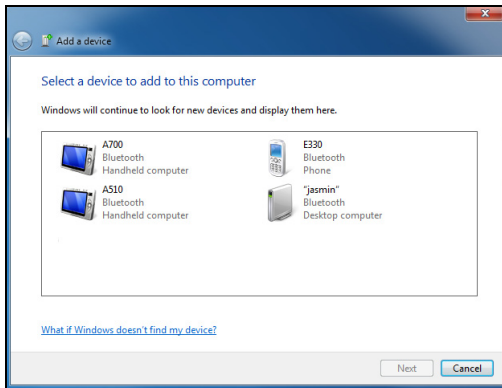 Add a device
Select a device to add to this computer
Windows will continue to look for new devices and display them here.
A700
Bluetooth
Handheld computer
E330
Bluetooth
Phone
A510
Bluetooth
Handheld computer
"jasmin"
Bluetooth
Desktop computer
What if Windows doesn't find my device?
Next
Cancel